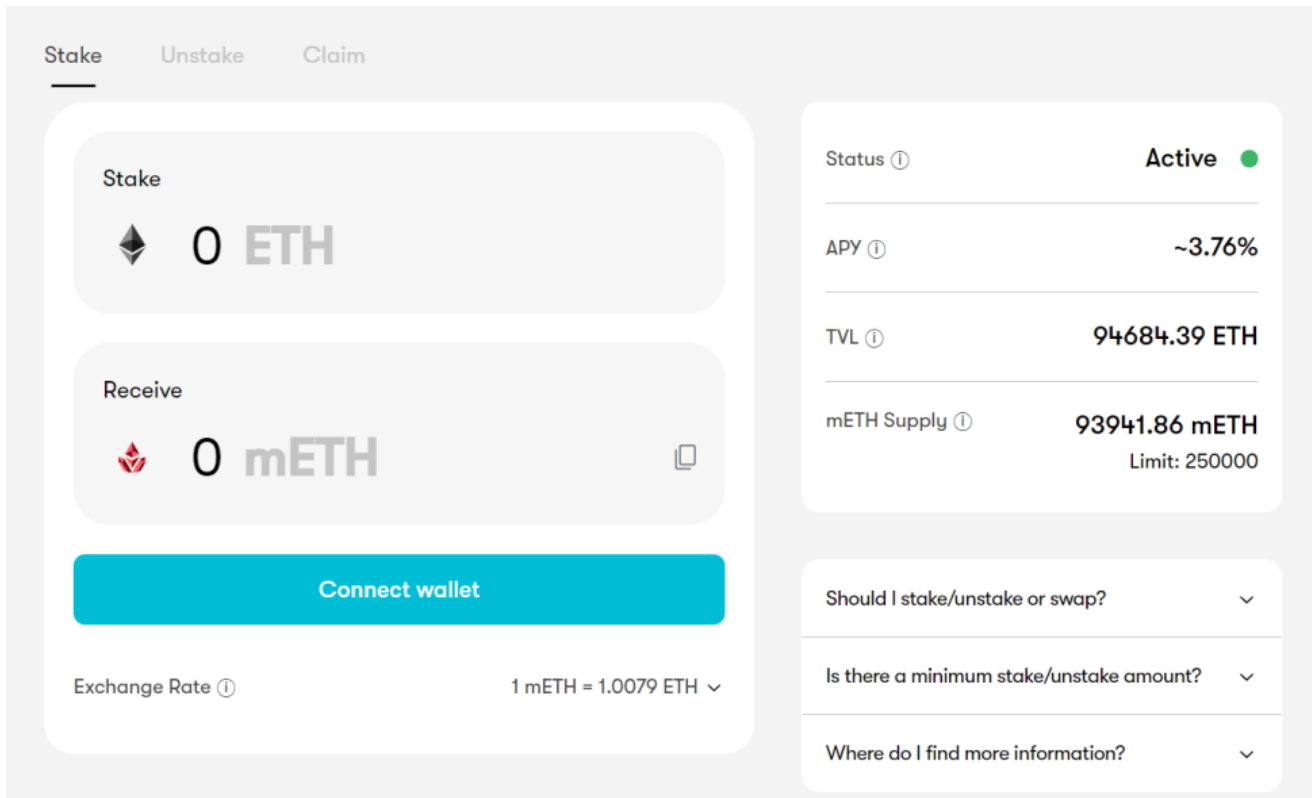 Stake Unstake Claim
Stake
0 ETH
Receive
0 mETH
Connect wallet
Exchange Rate 1 mETH = 1.0079 ETH
Status Active
APY ~3.76%
TVL 94684.39 ETH
mETH Supply 93941.86 mETH
Limit: 250000
Should I stake/unstake or swap?
Is there a minimum stake/unstake amount?
Where do I find more information?